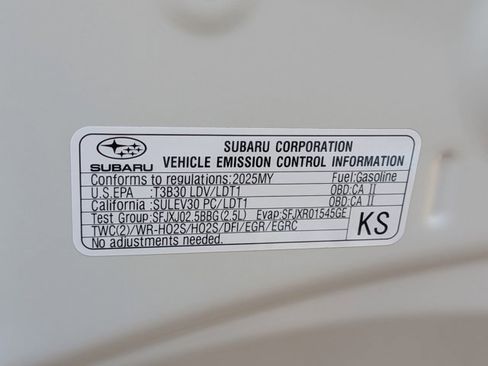 SUBARU
SUBARU CORPORATION
VEHICLE EMISSION CONTROL INFORMATION
Conforms to regulations:2025MY Fuel:Gasoline
U.S.EPA :T3B30 LDV/LDT1 OBD:CA II
California :SULEV30 PC/LDT1 OBD:CA II
Test Group:SFJXJ02.5BBG(2.5L) Evap:SFJXR01545GE
TWC(2)/WR-HO2S/HO2S/DFI/EGR/EGRC
No adjustments needed.
KS